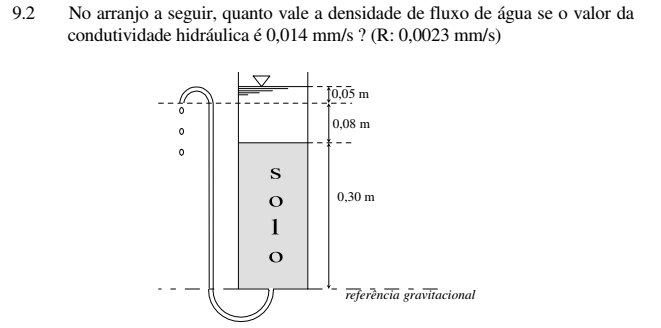 9.2 No arranjo a seguir, quanto vale a densidade de fluxo de água se o valor da
condutividade hidráulica é 0,014 mm/s ? (R: 0,0023 mm/s)
0,05 m
0,08 m
s
o
l
o
0,30 m
referência gravitacional